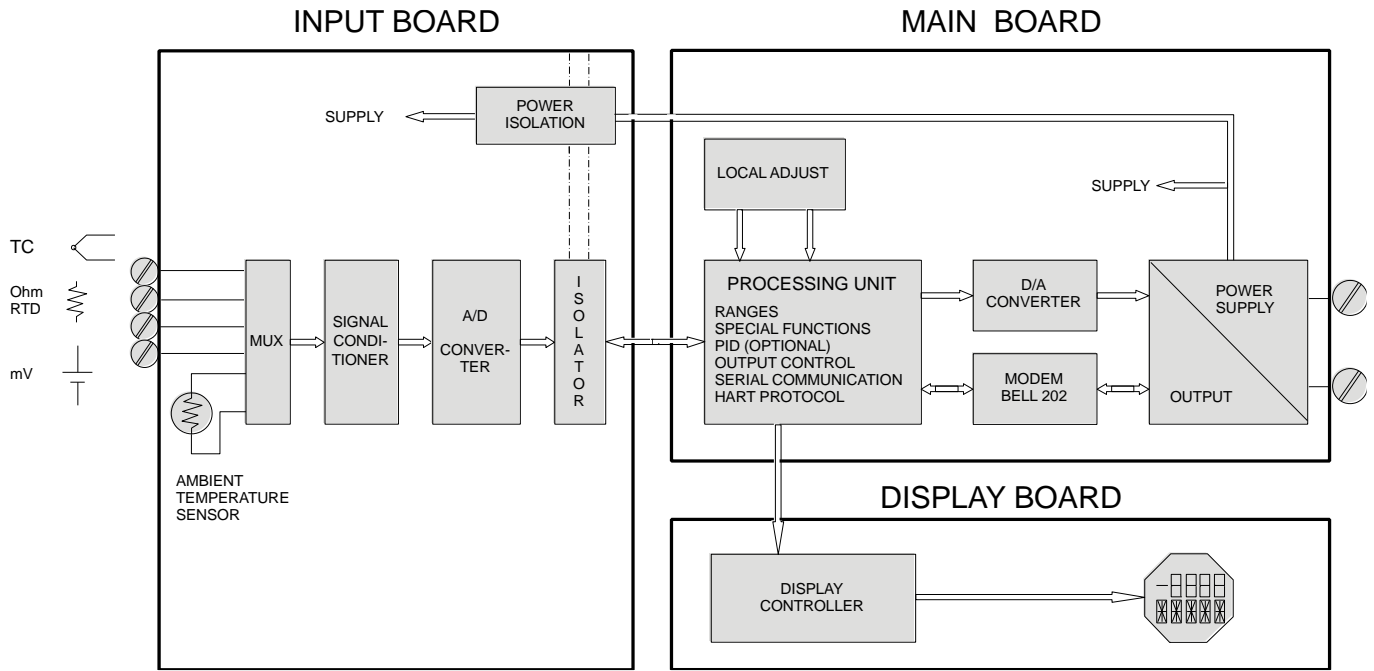 INPUT BOARD
MAIN BOARD
SUPPLY
POWER
ISOLATION
LOCAL ADJUST
SUPPLY
TC
Ohm
RTD
mV
MUX
SIGNAL
CONDI-
TIONER
A/D
CONVER-
TER
I
S
O
L
A
T
O
R
PROCESSING UNIT
RANGES
SPECIAL FUNCTIONS
PID (OPTIONAL)
OUTPUT CONTROL
SERIAL COMMUNICATION
HART PROTOCOL
D/A
CONVERTER
MODEM
BELL 202
POWER
SUPPLY
OUTPUT
AMBIENT
TEMPERATURE
SENSOR
DISPLAY BOARD
DISPLAY
CONTROLLER